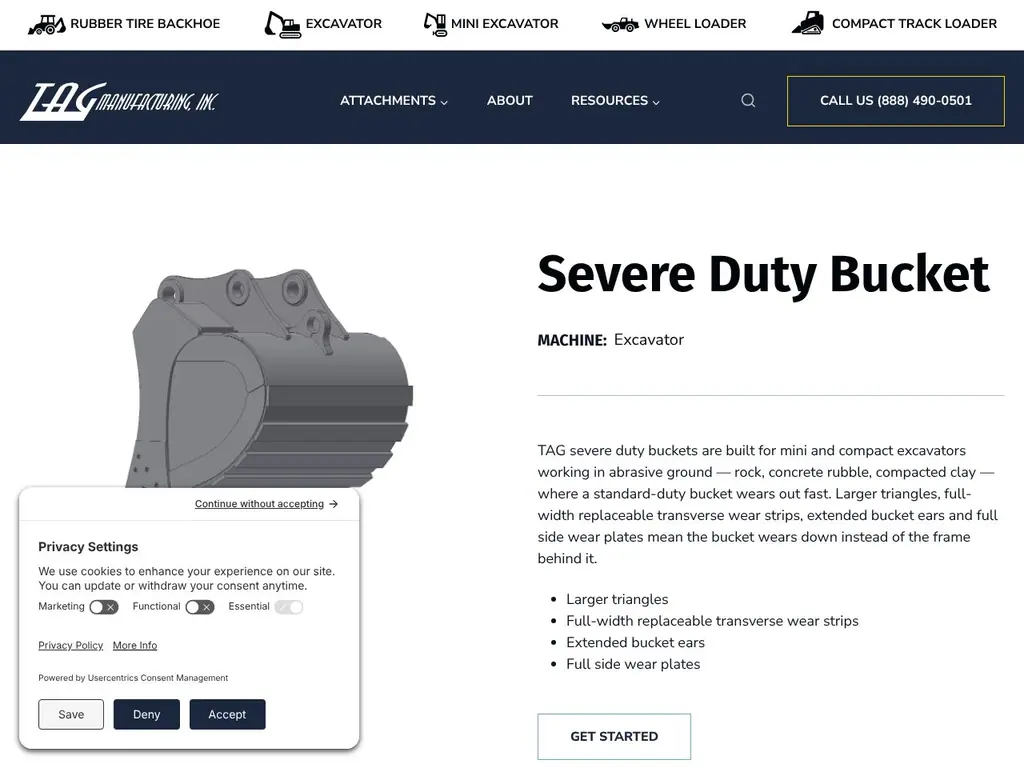 RUBBER TIRE BACKHOE
EXCAVATOR
MINI EXCAVATOR
WHEEL LOADER
COMPACT TRACK LOADER
TAG MANUFACTURING, INC.
ATTACHMENTS
ABOUT
RESOURCES
CALL US (888) 490-0501
Severe Duty Bucket
MACHINE: Excavator
TAG severe duty buckets are built for mini and compact excavators
working in abrasive ground — rock, concrete rubble, compacted clay —
where a standard-duty bucket wears out fast. Larger triangles, full-
width replaceable transverse wear strips, extended bucket ears and full
side wear plates mean the bucket wears down instead of the frame
behind it.
Larger triangles
Full-width replaceable transverse wear strips
Extended bucket ears
Full side wear plates
GET STARTED
Continue without accepting →
Privacy Settings
We use cookies to enhance your experience on our site.
You can update or withdraw your consent anytime.
Marketing
Functional
Essential
Privacy Policy
More Info
Powered by Usercentrics Consent Management
Save
Deny
Accept